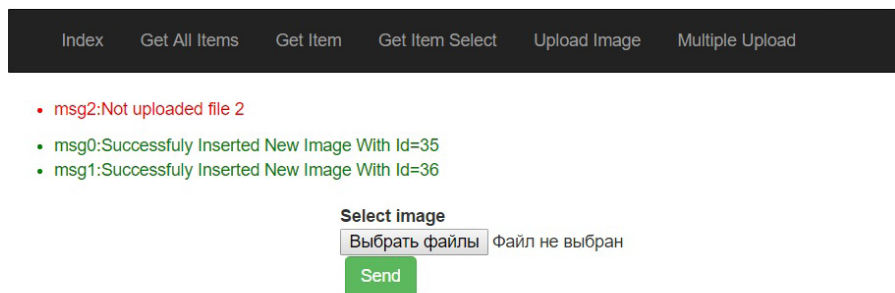 Index Get All Items Get Item Get Item Select Upload Image Multiple Upload
msg2:Not uploaded file 2
msg0:Successfuly Inserted New Image With Id=35
msg1:Successfuly Inserted New Image With Id=36
Select image
Выбрать файлы Файл не выбран
Send